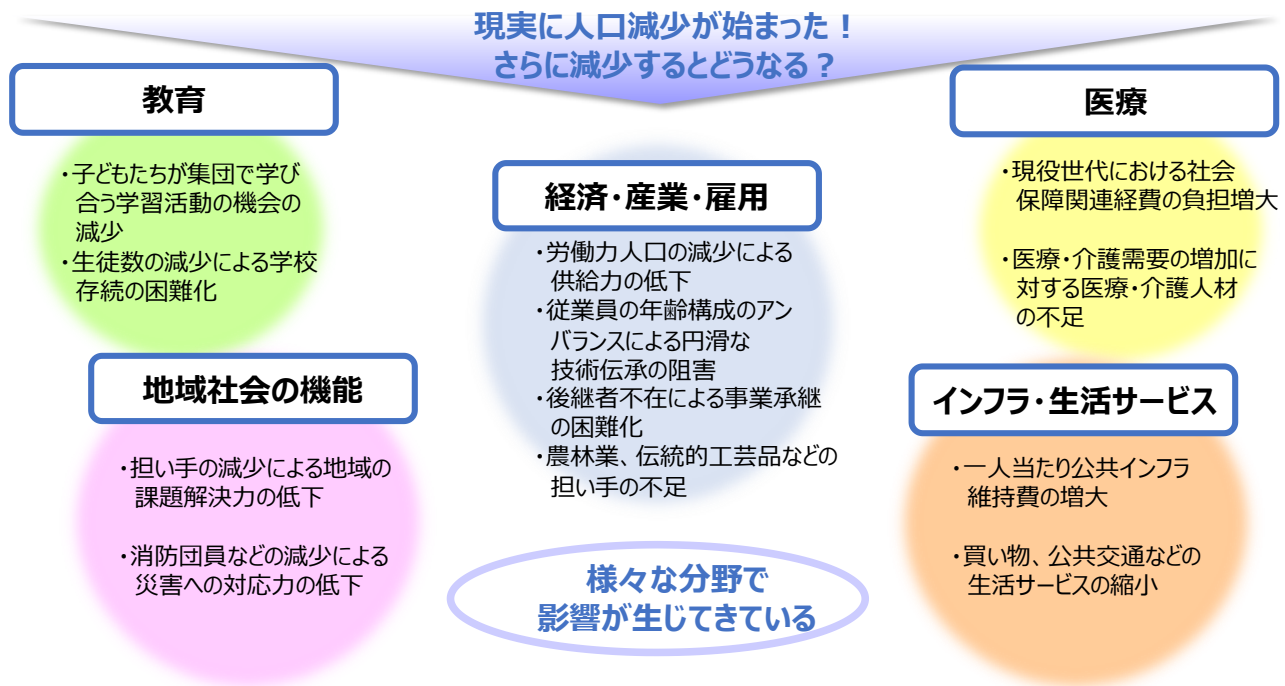 現実に人口減少が始まった！
さらに減少するとどうなる？
教育
・子どもたちが集団で学び
合う学習活動の機会の
減少
・生徒数の減少による学校
存続の困難化
医療
・現役世代における社会
保障関連経費の負担増大
・医療・介護需要の増加に
対する医療・介護人材
の不足
経済・産業・雇用
・労働力人口の減少による
供給力の低下
・従業員の年齢構成のアン
バランスによる円滑な
技術伝承の阻害
・後継者不在による事業承継
の困難化
・農林業、伝統的工芸品などの
担い手の不足
地域社会の機能
・担い手の減少による地域の
課題解決力の低下
・消防団員などの減少による
災害への対応力の低下
インフラ・生活サービス
・一人当たり公共インフラ
維持費の増大
・買い物、公共交通などの
生活サービスの縮小
様々な分野で
影響が生じてきている